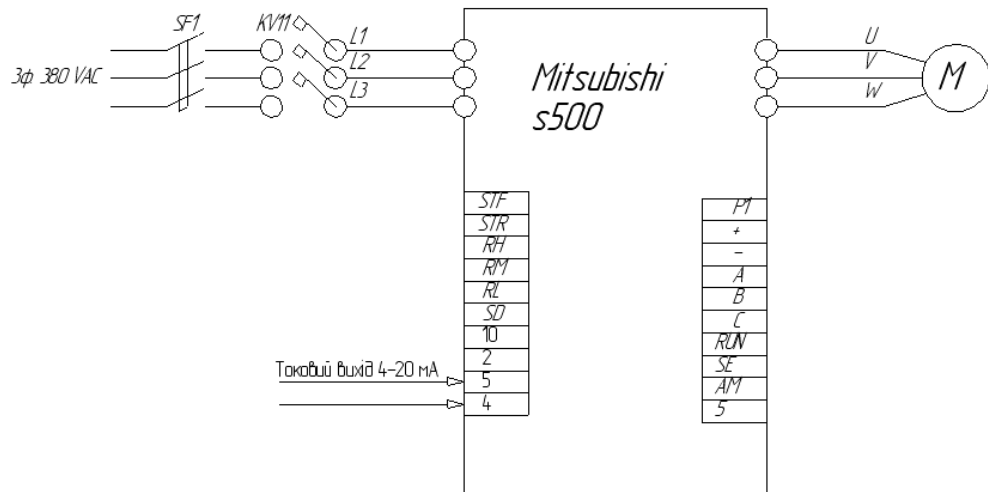 SF1
KV11
3ф. 380 VAC
L1
L2
L3
Mitsubishi
s500
U
V
W
M
STF
STR
RH
RM
RL
SD
10
2
5
4
Токовий вихід 4-20 мА
P1
+
-
A
B
C
RUN
SE
AM
5